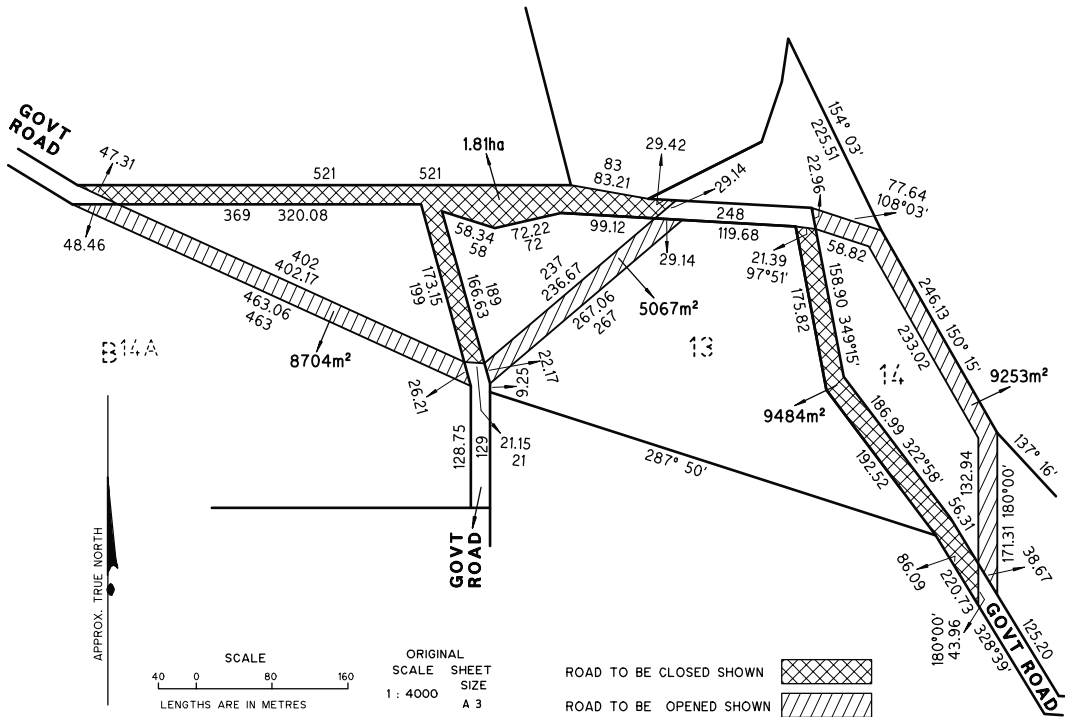 GOVT
ROAD
47.31
48.46
521
521
1.81ha
83
83.21
29.42
29.14
154° 03'
225.51
22.96
77.64
108°03'
369 320.08
58.34
58
72.22
72
99.12
248
119.68
29.14
21.39
97°51'
58.82
402
402.17
463.06
463
8704m²
173.15
199
189
166.63
237
236.67
267.06
267
5067m²
175.82
158.90 349°15'
246.13 150° 15'
233.02
B14A
13
14
9253m²
9484m²
26.21
22.17
9.25
21.15
21
128.75
129
287° 50'
192.52
186.99 322°58'
56.31
132.94
171.31 180°00'
137° 16'
38.67
86.09
220.73 328°39'
180°00'
43.96
125.20
GOVT ROAD
GOVT
ROAD
APPROX. TRUE NORTH
SCALE
40 0 80 160
LENGTHS ARE IN METRES
ORIGINAL
SCALE SHEET
SIZE
1 : 4000
A 3
ROAD TO BE CLOSED SHOWN
ROAD TO BE OPENED SHOWN